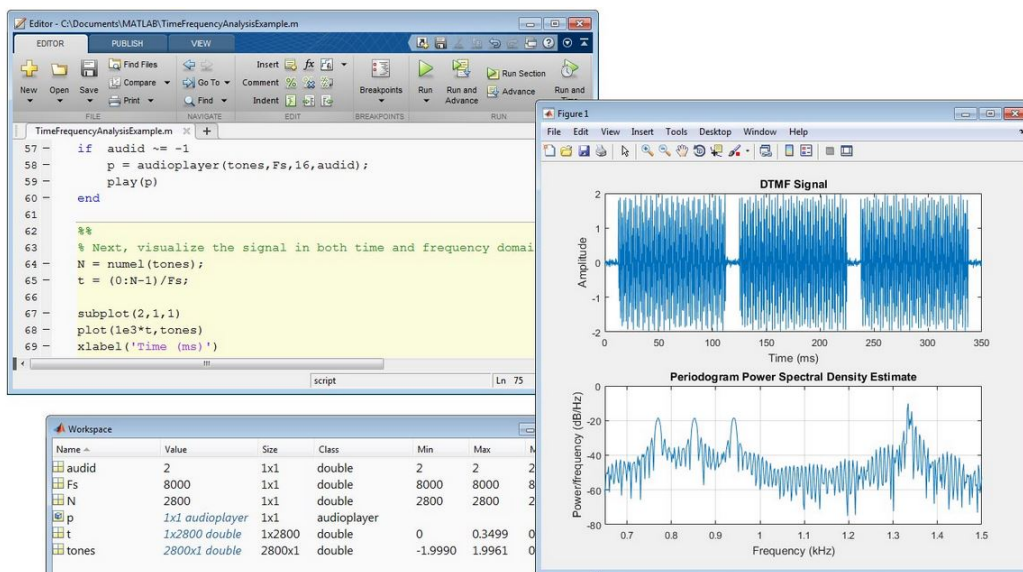 Editor - C:\Documents\MATLAB\TimeFrequencyAnalysisExample.m
EDITOR PUBLISH VIEW
New Open Save
Find Files
Compare
Print
Go To
Find
Insert fx
Comment %
Indent
Breakpoints
Run Run and Advance
Run Section
Advance
Run and
FILE NAVIGATE EDIT BREAKPOINTS RUN
TimeFrequencyAnalysisExample.m
57 – if audid ~= -1
58 – p = audioplayer(tones,Fs,16,audid);
59 – play(p)
60 – end
61
62 %%
63 % Next, visualize the signal in both time and frequency
64 – N = numel(tones);
65 – t = (0:N-1)/Fs;
66
67 – subplot(2,1,1)
68 – plot(1e3*t,tones)
69 – xlabel('Time (ms)')
script Ln 75
Figure 1
File Edit View Insert Tools Desktop Window Help
DTMF Signal
Amplitude
2
1
0
-1
-2
0 50 100 150 200 250 300 350
Time (ms)
Periodogram Power Spectral Density Estimate
Power/frequency (dB/Hz)
0
-20
-40
-60
-80
0.7 0.8 0.9 1 1.1 1.2 1.3 1.4 1.5
Frequency (kHz)
Workspace
Name Value Size Class Min Max
audid 2 1x1 double 2 2 2
Fs 8000 1x1 double 8000 8000 8
N 2800 1x1 double 2800 2800 2
p 1x1 audioplayer 1x1 audioplayer
t 1x2800 double 1x2800 double 0 0.3499 0
tones 2800x1 double 2800x1 double -1.9990 1.9961 0